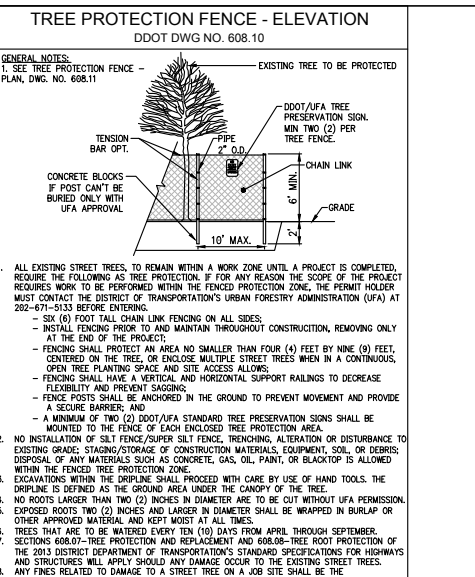 TREE PROTECTION FENCE - ELEVATION
DDOT DWG NO. 608.10
GENERAL NOTES:
1. SEE TREE PROTECTION FENCE –
PLAN, DWG. NO. 608.11
EXISTING TREE TO BE PROTECTED
DDOT/UFA TREE
PRESERVATION SIGN.
MIN TWO (2) PER
TREE FENCE.
TENSION
BAR OPT.
PIPE
2" O.D.
CHAIN LINK
CONCRETE BLOCKS
IF POST CAN'T BE
BURIED ONLY WITH
UFA APPROVAL
6' MIN.
GRADE
2'
10' MAX.
. ALL EXISTING STREET TREES, TO REMAIN WITHIN A WORK ZONE UNTIL A PROJECT IS COMPLETED,
REQUIRE THE FOLLOWING AS TREE PROTECTION. IF FOR ANY REASON THE SCOPE OF THE PROJECT
REQUIRES WORK TO BE PERFORMED WITHIN THE FENCED PROTECTION ZONE, THE PERMIT HOLDER
MUST CONTACT THE DISTRICT OF TRANSPORTATION'S URBAN FORESTRY ADMINISTRATION (UFA) AT
202-671-5133 BEFORE ENTERING.
– SIX (6) FOOT TALL CHAIN LINK FENCING ON ALL SIDES;
– INSTALL FENCING PRIOR TO AND MAINTAIN THROUGHOUT CONSTRUCITION, REMOVING ONLY
AT THE END OF THE PROJECT;
– FENCING SHALL PROTECT AN AREA NO SMALLER THAN FOUR (4) FEET BY NINE (9) FEET,
CENTERED ON THE TREE, OR ENCLOSE MULTIPLE STREET TREES WHEN IN A CONTINUOUS,
OPEN TREE PLANTING SPACE AND SITE ACCESS ALLOWS;
– FENCING SHALL HAVE A VERTICAL AND HORIZONTAL SUPPORT RAILINGS TO DECREASE
FLEXIBILITY AND PREVENT SAGGING;
– FENCE POSTS SHALL BE ANCHORED IN THE GROUND TO PREVENT MOVEMENT AND PROVIDE
A SECURE BARRIER; AND
– A MINIMUM OF TWO (2) DDOT/UFA STANDARD TREE PRESERVATION SIGNS SHALL BE
MOUNTED TO THE FENCE OF EACH ENCLOSED TREE PROTECTION AREA.
2. NO INSTALLATION OF SILT FENCE/SUPER SILT FENCE, TRENCHING, ALTERATION OR DISTURBANCE TO
EXISTING GRADE; STAGING/STORAGE OF CONSTRUCTION MATERIALS, EQUIPMENT, SOIL, OR DEBRIS;
DISPOSAL OF ANY MATERIALS SUCH AS CONCRETE, GAS, OIL, PAINT, OR BLACKTOP IS ALLOWED
WITHIN THE FENCED TREE PROTECTION ZONE.
3. EXCAVATIONS WITHIN THE DRIPLINE SHALL PROCEED WITH CARE BY USE OF HAND TOOLS. THE
DRIPLINE IS DEFINED AS THE GROUND AREA UNDER THE CANOPY OF THE TREE.
4. NO ROOTS LARGER THAN TWO (2) INCHES IN DIAMETER ARE TO BE CUT WITHOUT UFA PERMISSION.
5. EXPOSED ROOTS TWO (2) INCHES AND LARGER IN DIAMETER SHALL BE WRAPPED IN BURLAP OR
OTHER APPROVED MATERIAL AND KEPT MOIST AT ALL TIMES.
6. TREES THAT ARE TO BE WATERED EVERY TEN (10) DAYS FROM APRIL THROUGH SEPTEMBER.
7. SECTIONS 608.07–TREE PROTECTION AND REPLACEMENT AND 608.08–TREE ROOT PROTECTION OF
THE 2013 DISTRICT DEPARTMENT OF TRANSPORTATION'S STANDARD SPECIFICATIONS FOR HIGHWAYS
AND STRUCTURES WILL APPLY SHOULD ANY DAMAGE OCCUR TO THE EXISTING STREET TREES.
8. ANY FINES RELATED TO DAMAGE TO A STREET TREE ON A JOB SITE SHALL BE THE